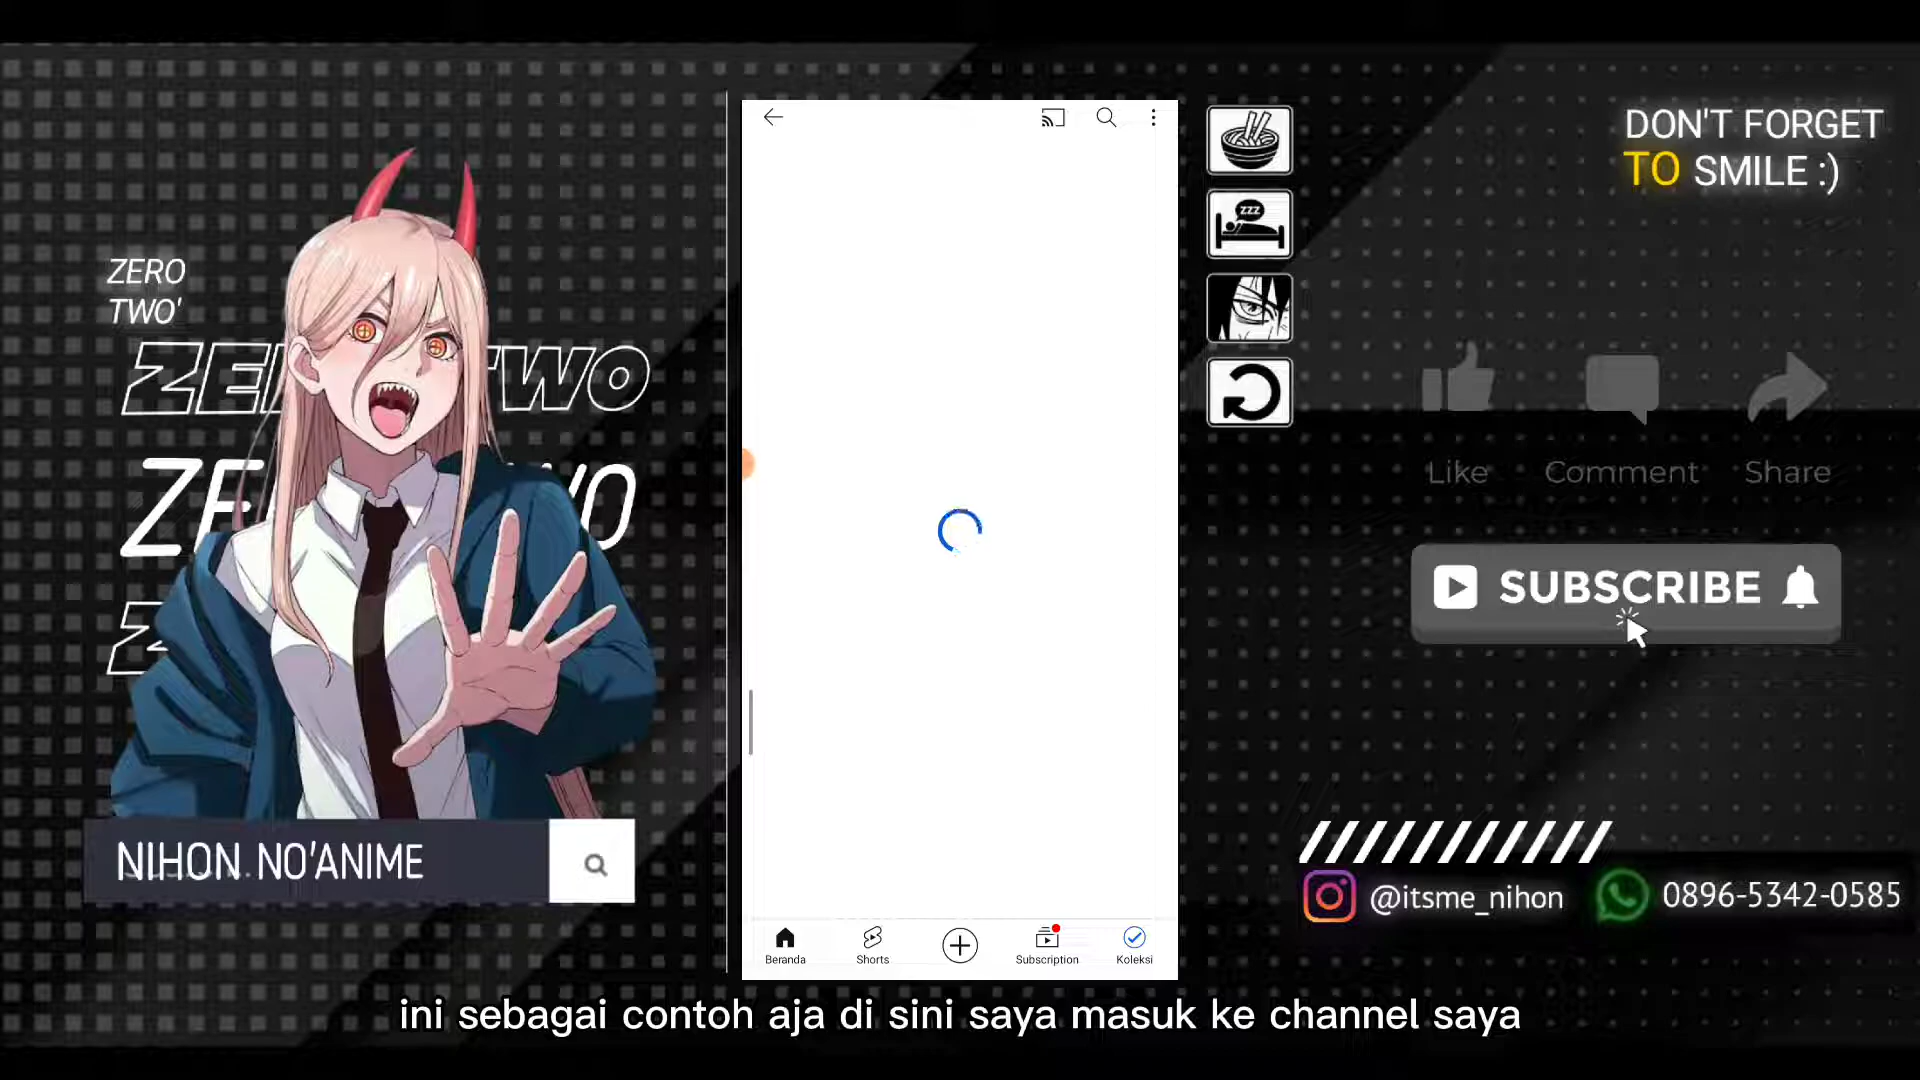 DON'T FORGET
TO SMILE :)
ZERO
TWO'
ZZZ
Like
Comment
Share
SUBSCRIBE
NIHON NO'ANIME
@itsme_nihon
0896-5342-0585
Beranda
Shorts
Subscription
Koleksi
ini sebagai contoh aja di sini saya masuk ke channel saya